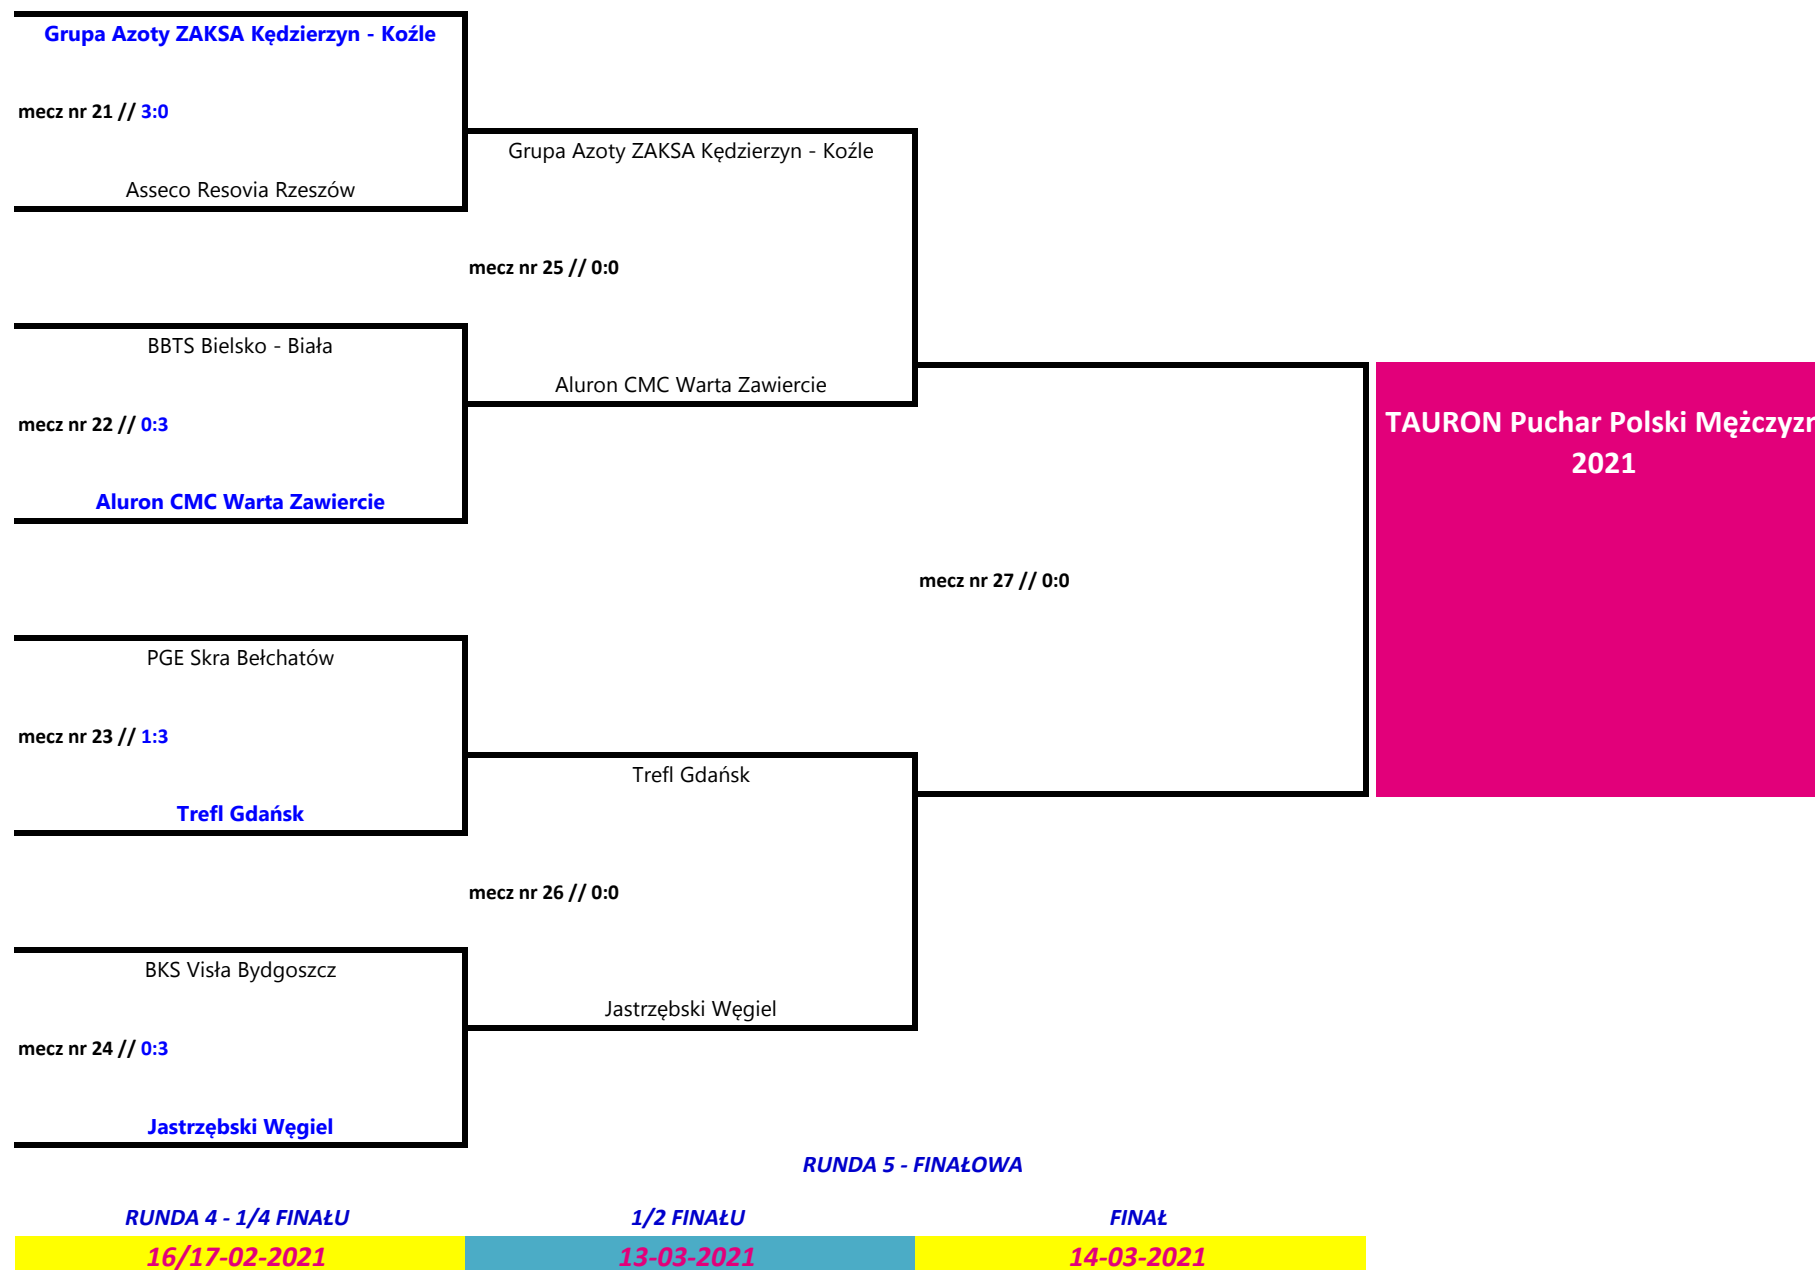 Grupa Azoty ZAKSA Kędzierzyn - Koźle
mecz nr 21 // 3:0
Asseco Resovia Rzeszów
BBTS Bielsko - Biała
mecz nr 22 // 0:3
Aluron CMC Warta Zawiercie
PGE Skra Bełchatów
mecz nr 23 // 1:3
Trefl Gdańsk
BKS Visła Bydgoszcz
mecz nr 24 // 0:3
Jastrzębski Węgiel
Grupa Azoty ZAKSA Kędzierzyn - Koźle
mecz nr 25 // 0:0
Aluron CMC Warta Zawiercie
Trefl Gdańsk
mecz nr 26 // 0:0
Jastrzębski Węgiel
mecz nr 27 // 0:0
TAURON Puchar Polski Mężczyzn
2021
RUNDA 5 - FINAŁOWA
RUNDA 4 - 1/4 FINAŁU
1/2 FINAŁU
FINAŁ
16/17-02-2021
13-03-2021
14-03-2021